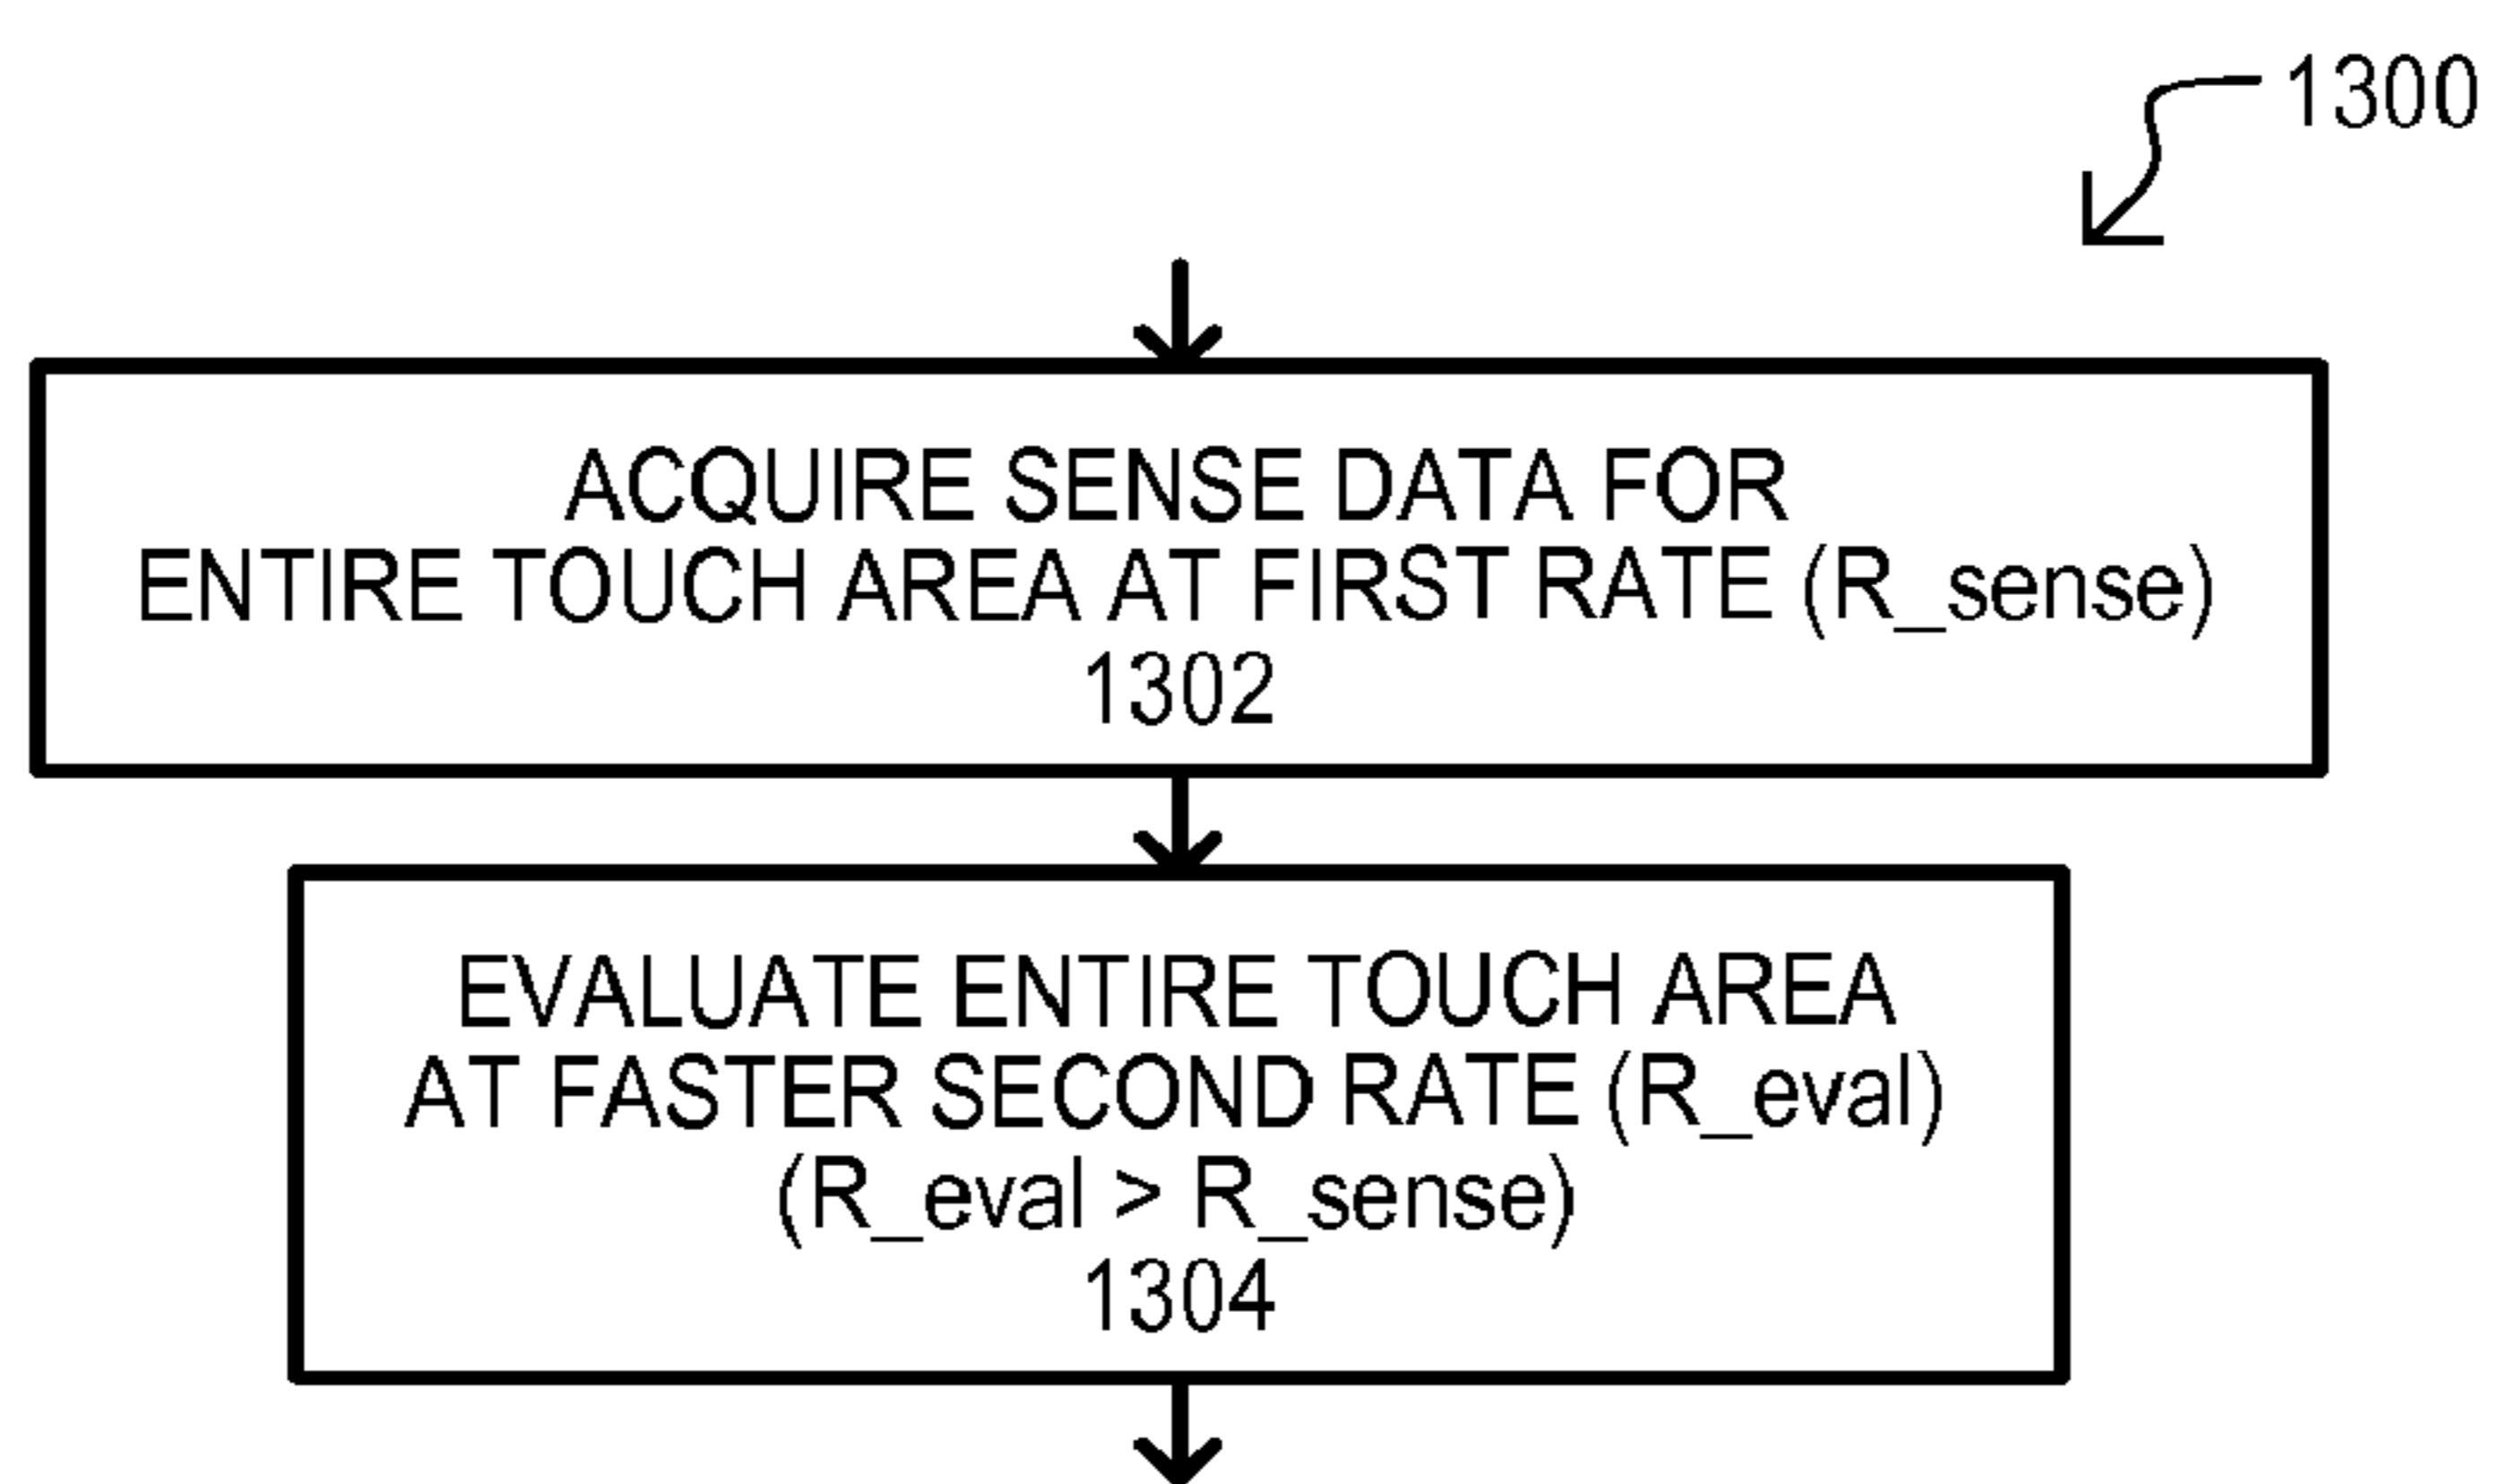 1300
ACQUIRE SENSE DATA FOR
ENTIRE TOUCH AREA AT FIRST RATE (R_sense)
1302
EVALUATE ENTIRE TOUCH AREA
AT FASTER SECOND RATE (R_eval)
(R_eval > R_sense)
1304